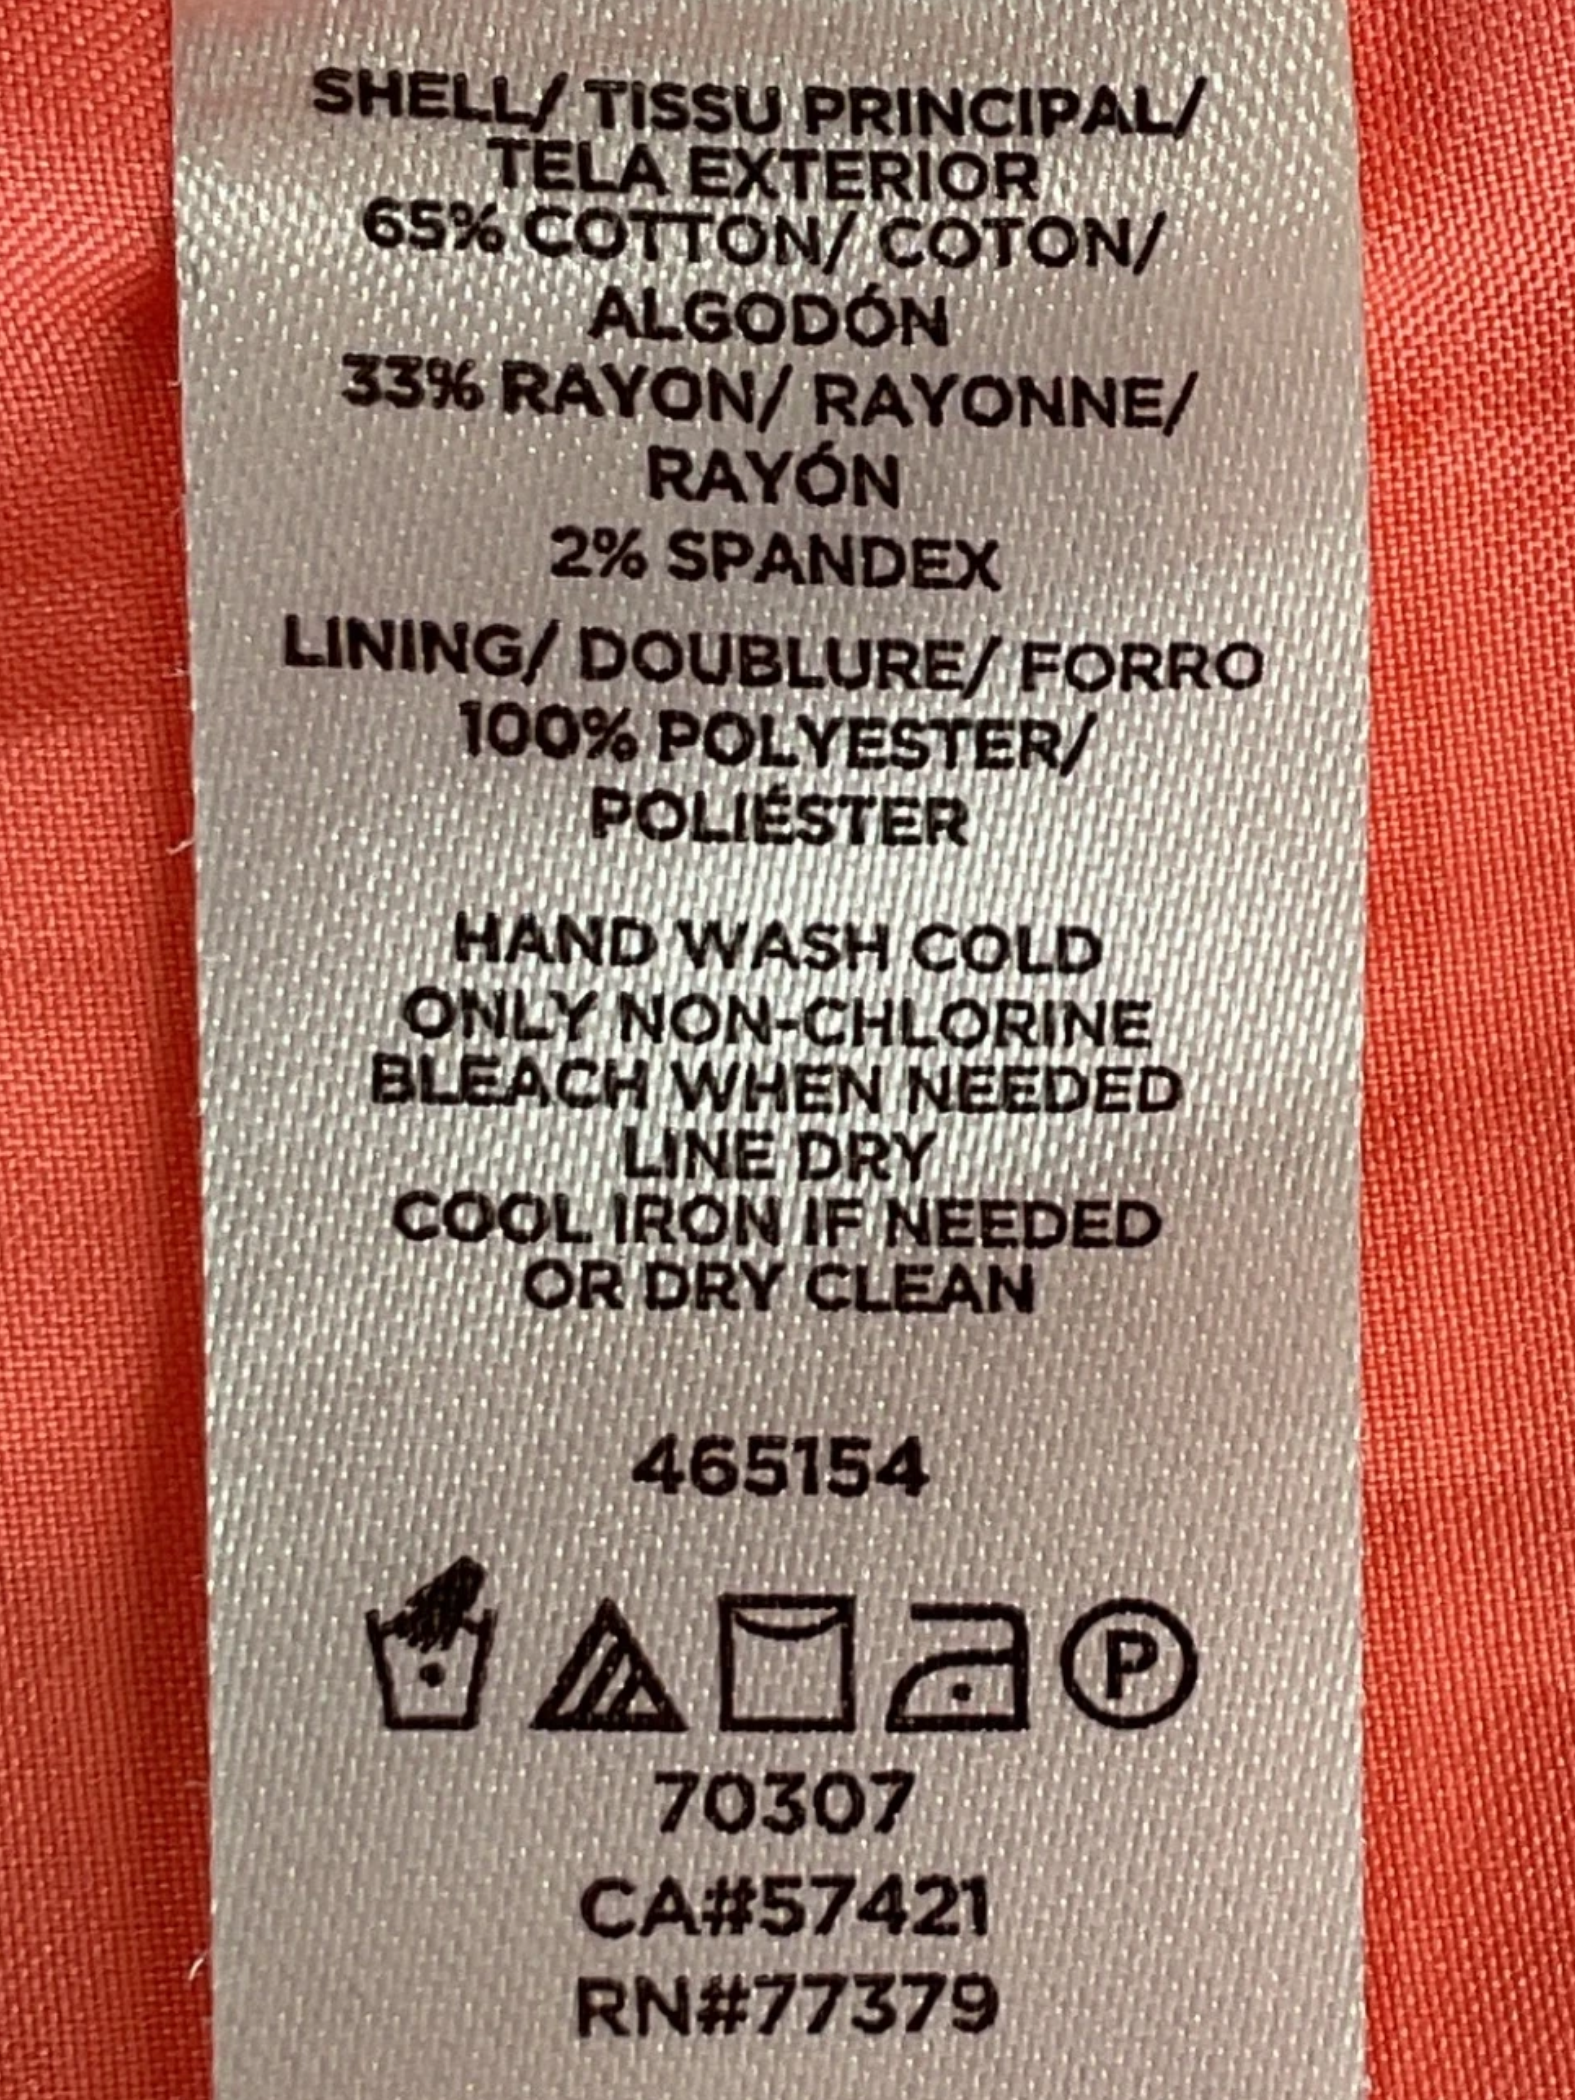 SHELL/ TISSU PRINCIPAL/
TELA EXTERIOR
65% COTTON/ COTON/
ALGODÓN
33% RAYON/ RAYONNE/
RAYÓN
2% SPANDEX
LINING/ DOUBLURE/ FORRO
100% POLYESTER/
POLIÉSTER
HAND WASH COLD
ONLY NON-CHLORINE
BLEACH WHEN NEEDED
LINE DRY
COOL IRON IF NEEDED
OR DRY CLEAN
465154
P
70307
CA#57421
RN#77379